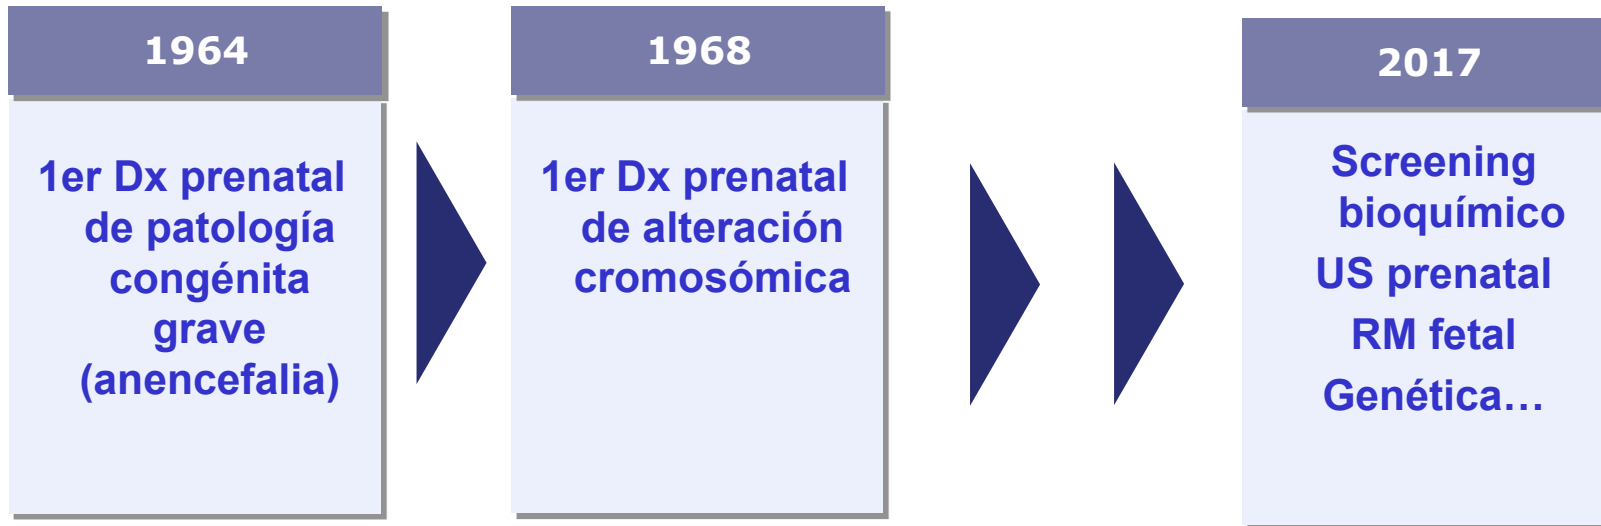 1964
1er Dx prenatal
de patología
congénita
grave
(anencefalia)
1968
1er Dx prenatal
de alteración
cromosómica
2017
Screening
bioquímico
US prenatal
RM fetal
Genética…